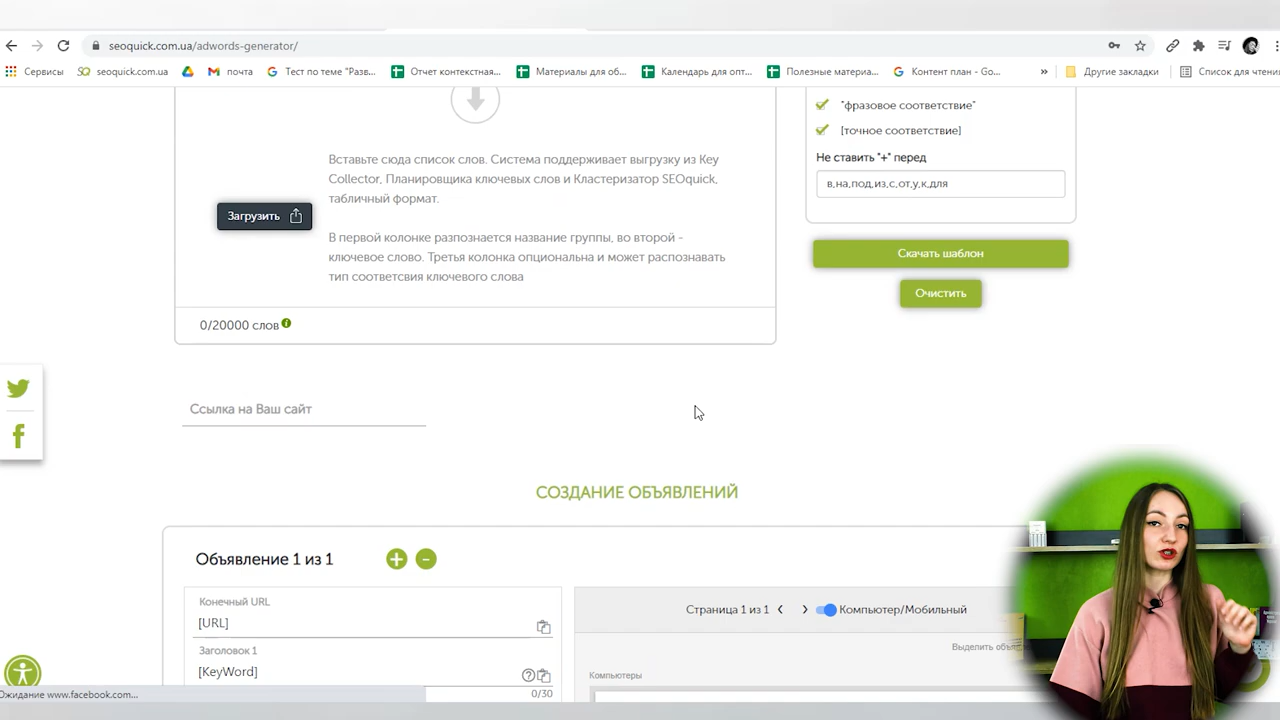 seoquick.com.ua/adwords-generator/
Сервисы
SQ seoquick.com.ua
почта
Тест по теме "Разв...
Отчет контекстная...
Материалы для об...
Календарь для опт...
Полезные материа...
Контент план - Go...
»
Другие закладки
Список для чтени
"фразовое соответствие"
[точное соответствие]
Не ставить "+" перед
в,на,под,из,с,от,у,к,для
Вставьте сюда список слов. Система поддерживает выгрузку из Key
Collector, Планировщика ключевых слов и Кластеризатор SEOquick,
табличный формат.
Загрузить
В первой колонке разпознается название группы, во второй -
ключевое слово. Третья колонка опциональна и может распознавать
тип соответсвия ключевого слова
Скачать шаблон
Очистить
0/20000 слов
Ссылка на Ваш сайт
СОЗДАНИЕ ОБЪЯВЛЕНИЙ
Объявление 1 из 1
Конечный URL
[URL]
Заголовок 1
[KeyWord]
0/30
Страница 1 из 1
Компьютер/Мобильный
Выделить объя
Компьютеры
Ожидание www.facebook.com...